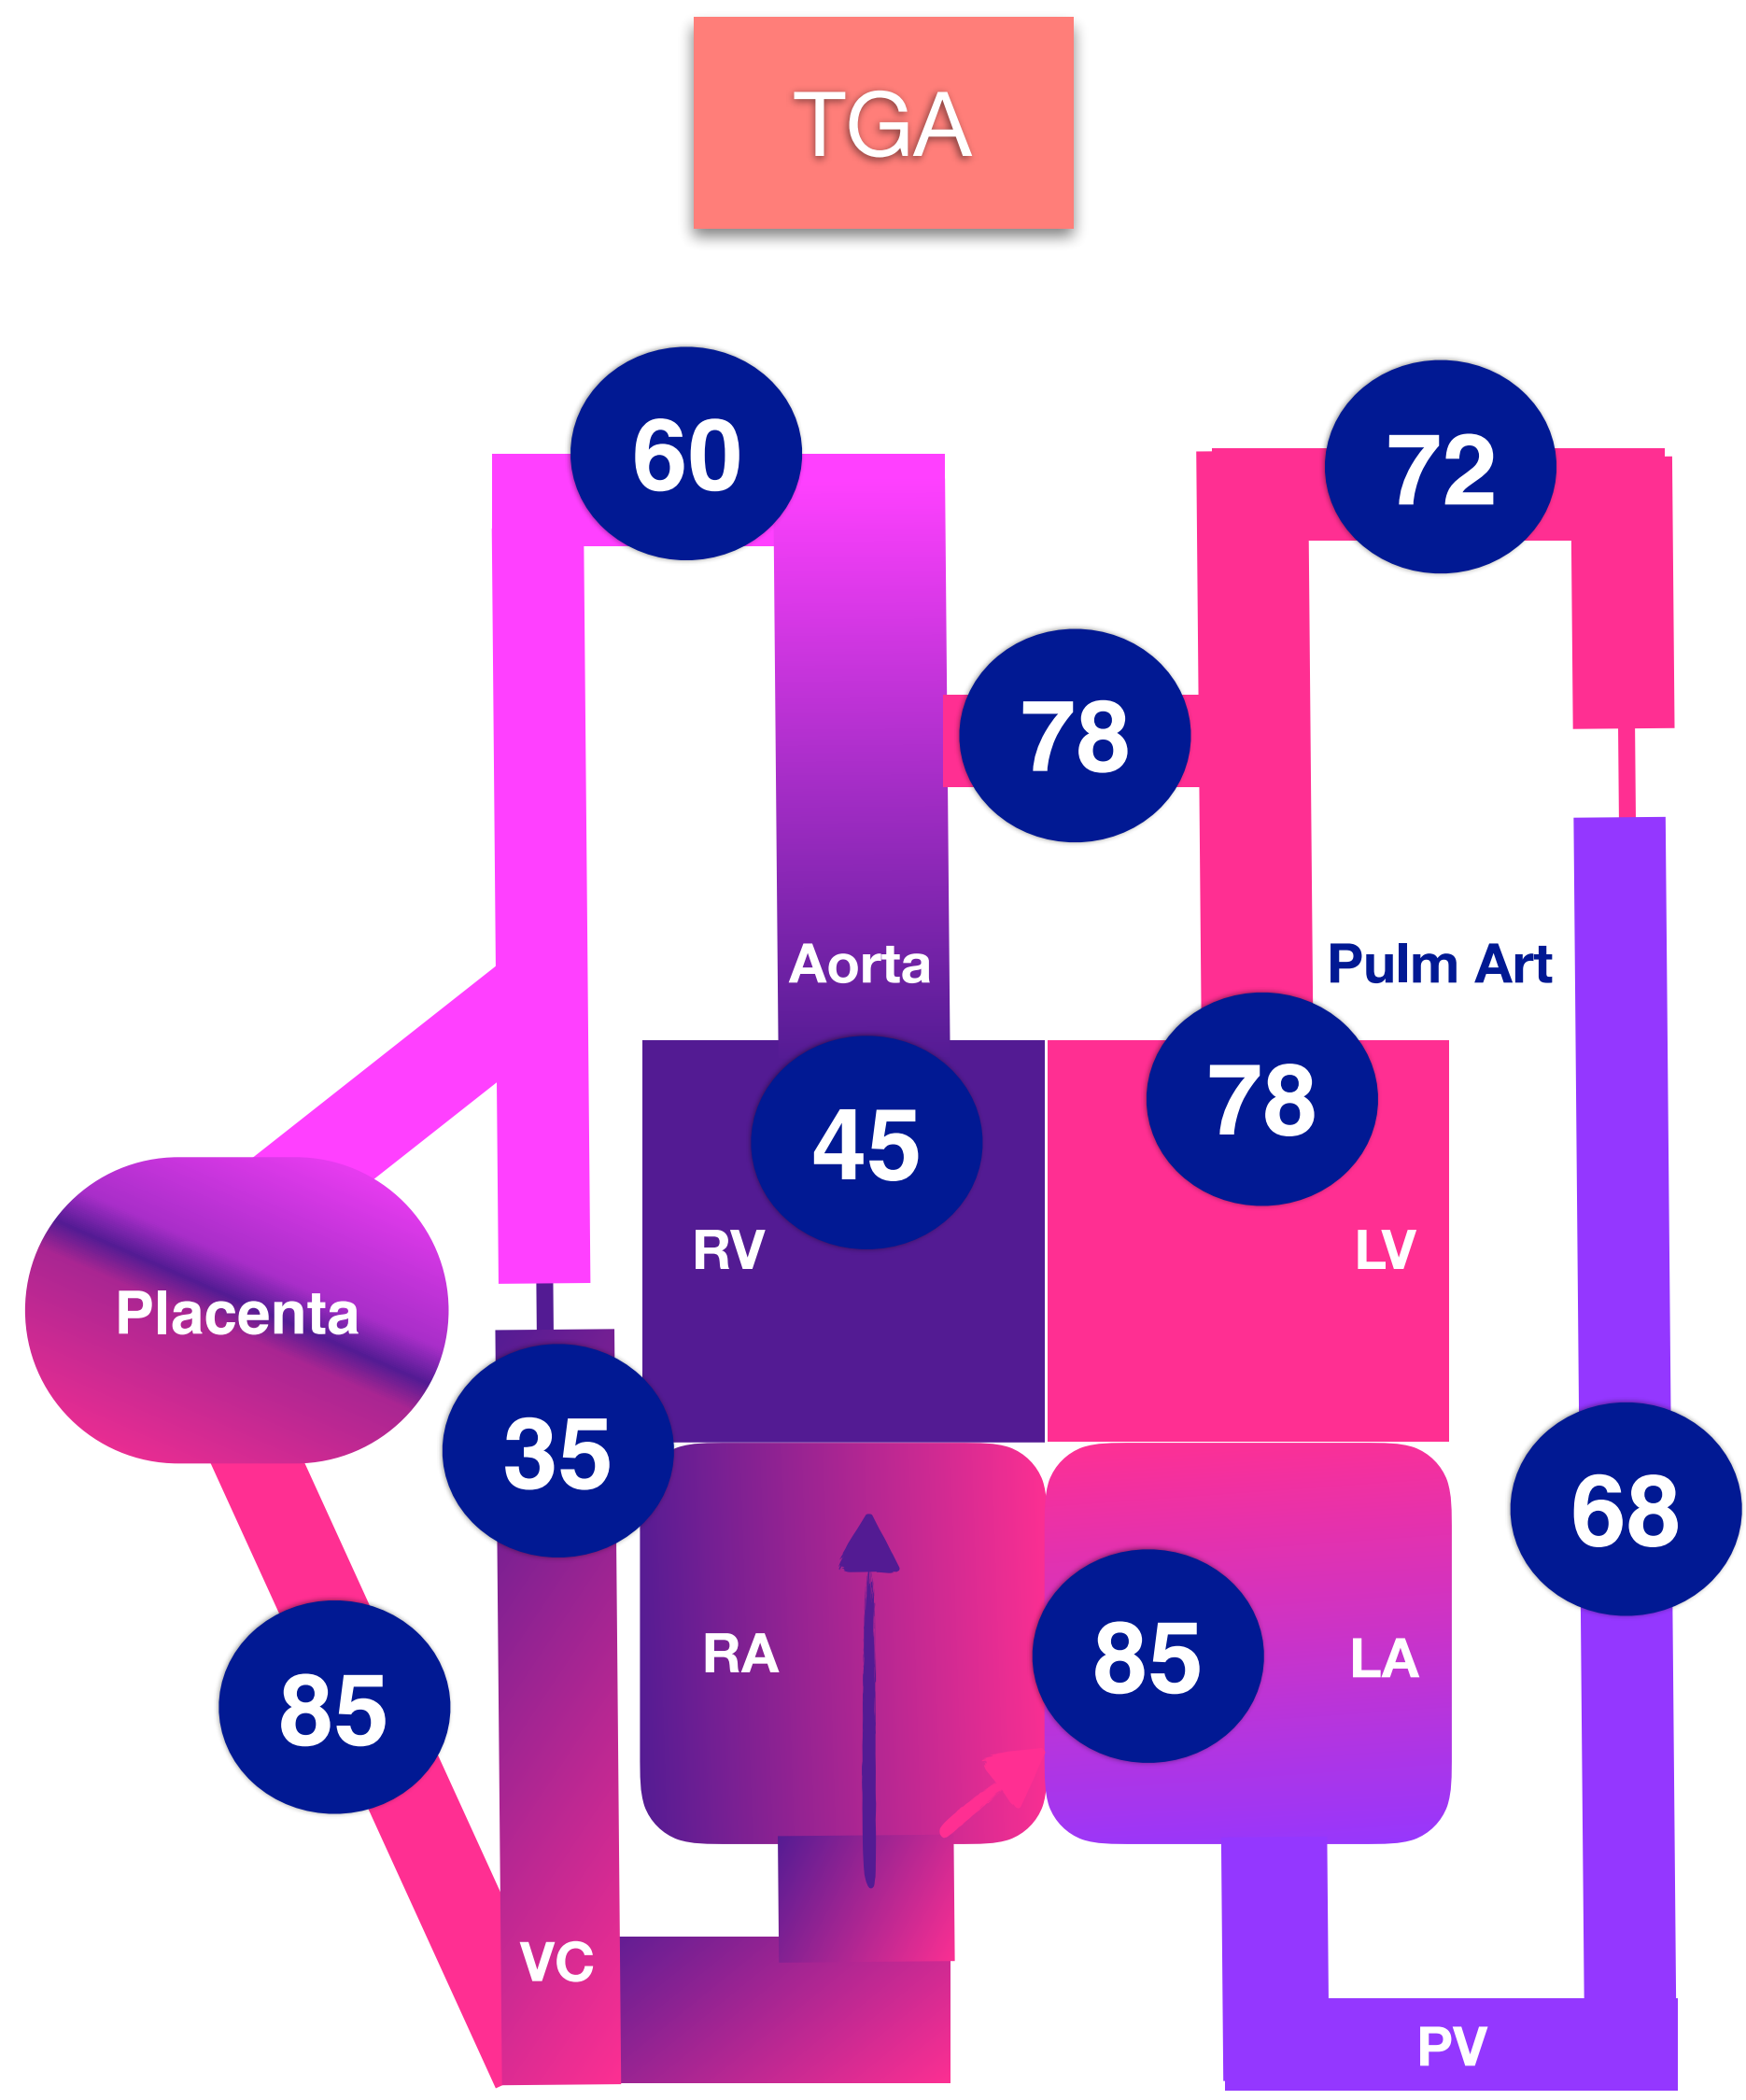 TGA
60
72
78
Aorta
Pulm Art
45
78
RV
LV
Placenta
35
68
RA
85
LA
85
VC
PV